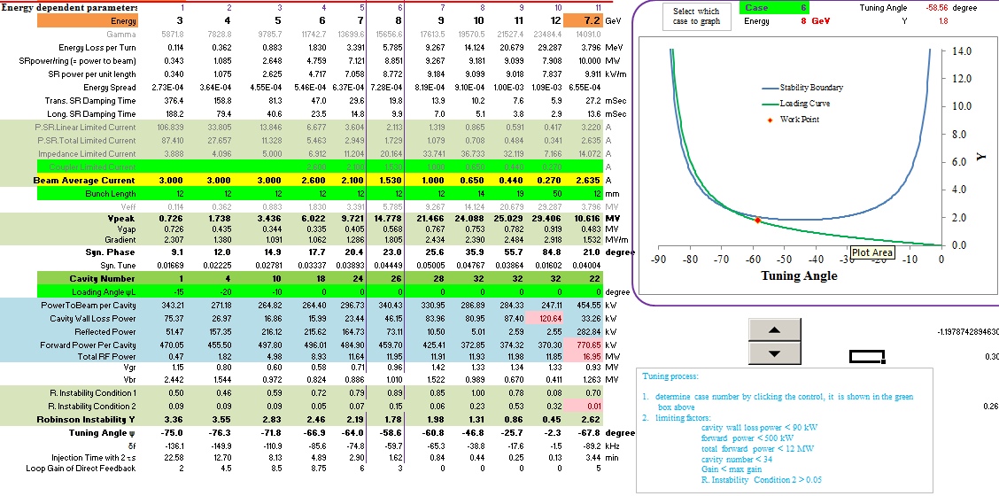 Energy dependent parameters 1 2 3 4 5 6 7 8 9 10 11
Energy 3 4 5 6 7 8 9 10 11 12 7.2 GeV
Gamma 5871.8 7828.8 9785.7 11742.7 13699.6 15656.6 17613.5 19570.5 21527.4 23484.4 14091.0
Energy Loss per Turn 0.114 0.362 0.883 1.830 3.391 5.785 9.267 14.124 20.679 29.287 3.796 MeV
SRpower/ring (= power to beam) 0.343 1.085 2.648 4.759 7.121 8.851 9.267 9.181 9.099 7.908 10.000 MW
SR power per unit length 0.340 1.075 2.625 4.717 7.058 8.772 9.184 9.099 9.018 7.837 9.911 kW/m
Energy Spread 2.73E-04 3.64E-04 4.55E-04 5.46E-04 6.37E-04 7.28E-04 8.19E-04 9.10E-04 1.00E-03 1.09E-03 6.55E-04
Trans. SR Damping Time 376.4 158.8 81.3 47.0 29.6 19.8 13.9 10.2 7.6 5.9 27.2 mSec
Long. SR Damping Time 188.2 79.4 40.6 23.5 14.8 9.9 7.0 5.1 3.8 2.9 13.6 mSec
P.SR.Linear Limited Current 106.839 33.805 13.846 6.677 3.604 2.113 1.319 0.865 0.591 0.417 3.220 A
P.SR.Total Limited Current 87.410 27.657 11.328 5.463 2.949 1.729 1.079 0.708 0.484 0.341 2.635 A
Impedance Limited Current 3.888 4.096 5.000 6.912 11.204 20.164 33.741 36.733 32.119 7.166 14.072 A
Coupler Limited Current 2.600 2.100 1.530 1.000 0.650 0.440 0.270 A
Beam Average Current 3.000 3.000 3.000 2.600 2.100 1.530 1.000 0.650 0.440 0.270 2.635 A
Bunch Length 12 12 12 12 12 12 12 14 19 50 12 mm
Veff 0.114 0.362 0.883 1.830 3.391 5.785 9.267 14.124 20.679 29.287 3.796 MV
Vpeak 0.726 1.738 3.436 6.022 9.721 14.778 21.466 24.088 25.029 29.406 10.616 MV
Vgap 0.726 0.435 0.344 0.335 0.405 0.568 0.767 0.753 0.782 0.919 0.483 MV
Gradient 2.307 1.380 1.091 1.062 1.286 1.805 2.434 2.390 2.484 2.918 1.532 MV/m
Syn. Phase 9.1 12.0 14.9 17.7 20.4 23.0 25.6 35.9 55.7 84.8 21.0 degree
Syn. Tune 0.01669 0.02225 0.02781 0.03337 0.03893 0.04449 0.05005 0.04767 0.03864 0.01602 0.04004
Cavity Number 1 4 10 18 24 26 28 32 32 32 22
Loading Angle ψL -15 -20 -10 0 0 0 0 0 0 0 0 degree
PowerToBeam per Cavity 343.21 271.18 264.82 264.40 296.73 340.43 330.95 286.89 284.33 247.11 454.55 kW
Cavity Wall Loss Power 75.37 26.97 16.86 15.99 23.44 46.15 83.96 80.95 87.40 120.64 33.26 kW
Reflected Power 51.47 157.35 216.12 215.62 164.73 73.11 10.50 5.01 2.59 2.55 282.84 kW
Forward Power Per Cavity 470.05 455.50 497.80 496.01 484.90 459.70 425.41 372.85 374.32 370.30 770.65 kW
Total RF Power 0.47 1.82 4.98 8.93 11.64 11.95 11.91 11.93 11.98 11.85 16.95 MW
Vgr 1.15 0.80 0.60 0.58 0.71 0.96 1.42 1.33 1.34 1.33 0.93 MV
Vbr 2.442 1.544 0.972 0.824 0.886 1.010 1.522 0.989 0.670 0.411 1.263 MV
R. Instability Condition 1 0.50 0.46 0.59 0.72 0.79 0.89 0.85 1.00 0.78 0.08 0.70
R. Instability Condition 2 0.09 0.09 0.09 0.05 0.07 0.15 0.06 0.23 0.53 0.32 0.01
Robinson Instability Y 3.36 3.55 2.83 2.46 2.19 1.78 1.98 1.31 0.86 0.45 2.62
Tuning Angle ψ -75.0 -76.3 -71.8 -66.9 -64.0 -58.6 -60.8 -46.8 -25.7 -2.3 -67.8 degree
δf -136.1 -149.9 -110.9 -85.6 -74.8 -59.7 -65.3 -38.8 -17.6 -1.5 -89.2 kHz
Injection Time with 2τs 22.58 12.70 8.13 4.89 2.90 1.62 0.84 0.44 0.25 0.13 3.44 min
Loop Gain of Direct Feedback 2 4.5 8.5 8.75 6 3 0 0 0 0 5
Select which
case to graph
Case 6 Tuning Angle -58.56 degree
Energy 8 GeV Y 1.8
Stability Boundary
Loading Curve
Work Point
14.0
12.0
10.0
8.0
6.0
4.0
2.0
0.0
Y
Plot Area
-90 -80 -70 -60 -50 -40 -30 -20 -10 0
Tuning Angle
-1.1978742894630
0.30
0.26
Tuning process:
1. determine case number by clicking the control, it is shown in the green
box above
2. limiting factors:
cavity wall loss power < 90 kW
forward power < 500 kW
total forward power < 12 MW
cavity number < 34
Gain < max gain
R. Instability Condition 2 > 0.05